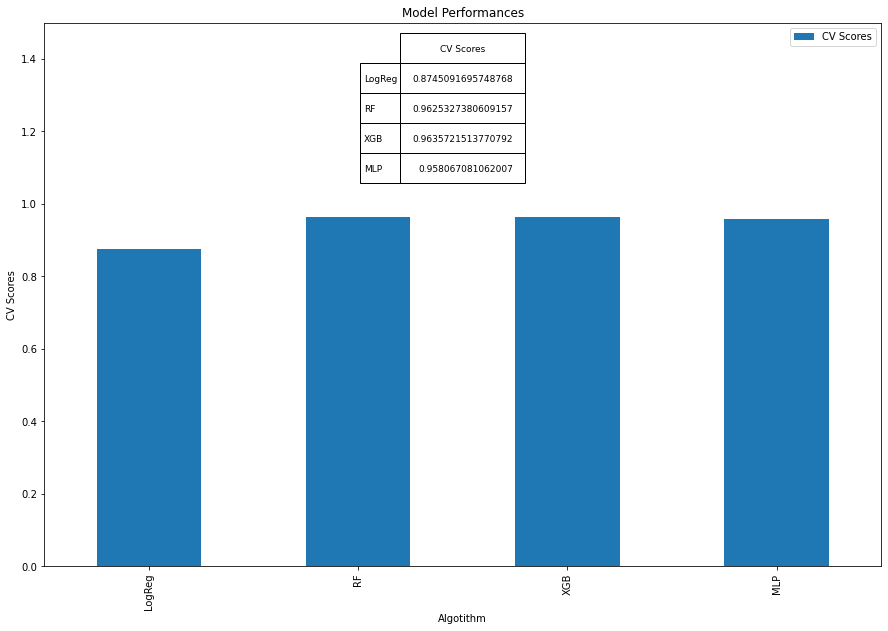 Model Performances
CV Scores
CV Scores
LogReg 0.8745091695748768
RF 0.9625327380609157
XGB 0.9635721513770792
MLP 0.958067081062007
1.4
1.2
1.0
0.8
0.6
0.4
0.2
0.0
CV Scores
LogReg
RF
XGB
MLP
Algotithm